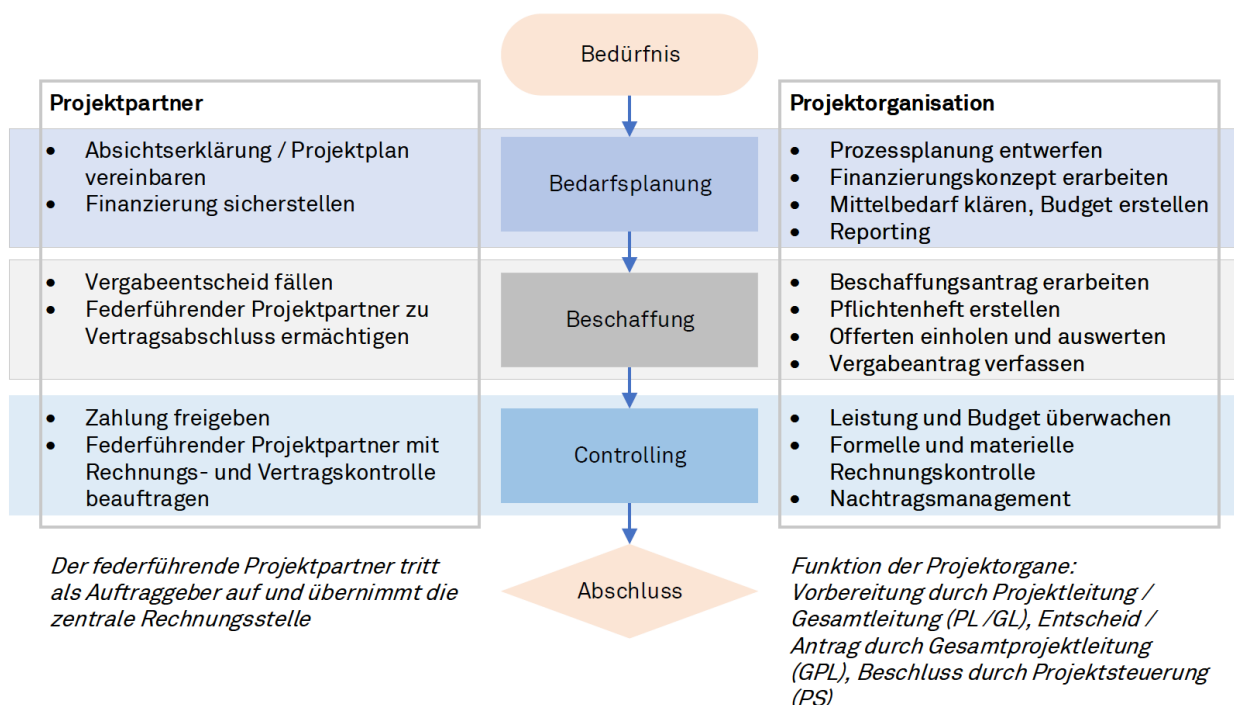 Bedürfnis
Projektpartner
Projektorganisation
• Absichtserklärung / Projektplan
vereinbaren
• Finanzierung sicherstellen
Bedarfsplanung
• Prozessplanung entwerfen
• Finanzierungskonzept erarbeiten
• Mittelbedarf klären, Budget erstellen
• Reporting
• Vergabeentscheid fällen
• Federführender Projektpartner zu
Vertragsabschluss ermächtigen
Beschaffung
• Beschaffungsantrag erarbeiten
• Pflichtenheft erstellen
• Offerten einholen und auswerten
• Vergabeantrag verfassen
• Zahlung freigeben
• Federführender Projektpartner mit
Rechnungs- und Vertragskontrolle
beauftragen
Controlling
• Leistung und Budget überwachen
• Formelle und materielle
Rechnungskontrolle
• Nachtragsmanagement
Der federführende Projektpartner tritt
als Auftraggeber auf und übernimmt die
zentrale Rechnungsstelle
Abschluss
Funktion der Projektorgane:
Vorbereitung durch Projektleitung /
Gesamtleitung (PL /GL), Entscheid /
Antrag durch Gesamtprojektleitung
(GPL), Beschluss durch Projektsteuerung
(PS)